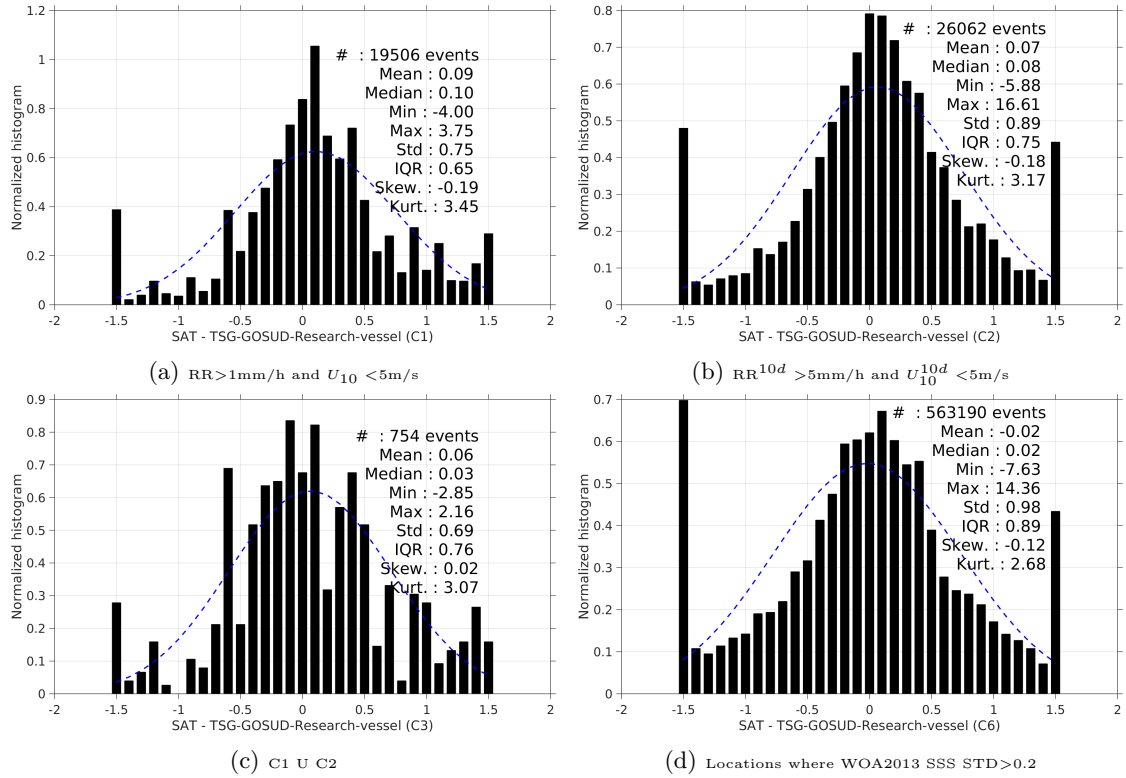 1.2
1
0.8
0.6
0.4
0.2
0
Normalized histogram
# : 19506 events
Mean : 0.09
Median : 0.10
Min : -4.00
Max : 3.75
Std : 0.75
IQR : 0.65
Skew. : -0.19
Kurt. : 3.45
-2 -1.5 -1 -0.5 0 0.5 1 1.5 2
SAT - TSG-GOSUD-Research-vessel (C1)
(a) RR>1mm/h and U10 <5m/s
0.8
0.7
0.6
0.5
0.4
0.3
0.2
0.1
0
Normalized histogram
# : 26062 events
Mean : 0.07
Median : 0.08
Min : -5.88
Max : 16.61
Std : 0.89
IQR : 0.75
Skew. : -0.18
Kurt. : 3.17
-2 -1.5 -1 -0.5 0 0.5 1 1.5 2
SAT - TSG-GOSUD-Research-vessel (C2)
(b) RR^10d >5mm/h and U10^10d <5m/s
0.9
0.8
0.7
0.6
0.5
0.4
0.3
0.2
0.1
0
Normalized histogram
# : 754 events
Mean : 0.06
Median : 0.03
Min : -2.85
Max : 2.16
Std : 0.69
IQR : 0.76
Skew. : 0.02
Kurt. : 3.07
-2 -1.5 -1 -0.5 0 0.5 1 1.5 2
SAT - TSG-GOSUD-Research-vessel (C3)
(c) C1 U C2
0.7
0.6
0.5
0.4
0.3
0.2
0.1
0
Normalized histogram
# : 563190 events
Mean : -0.02
Median : 0.02
Min : -7.63
Max : 14.36
Std : 0.98
IQR : 0.89
Skew. : -0.12
Kurt. : 2.68
-2 -1.5 -1 -0.5 0 0.5 1 1.5 2
SAT - TSG-GOSUD-Research-vessel (C6)
(d) Locations where WOA2013 SSS STD>0.2